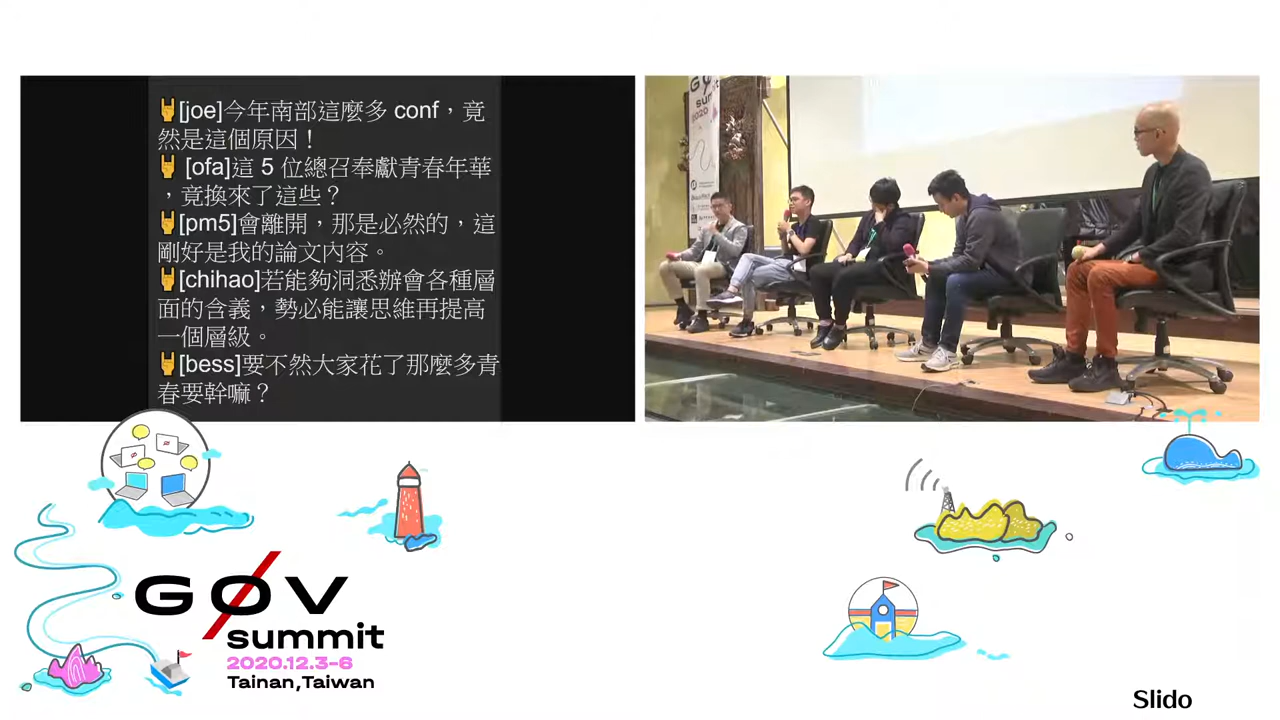 🤘[joe]今年南部這麼多 conf，竟
然是這個原因！
🤘 [ofa]這 5 位總召奉獻青春年華
，竟換來了這些？
🤘[pm5]會離開，那是必然的，這
剛好是我的論文內容。
🤘[chihao]若能夠洞悉辦會各種層
面的含義，勢必能讓思維再提高
一個層級。
🤘[bess]要不然大家花了那麼多青
春要幹嘛？
GØV
summit
2020
GØV
summit
2020.12.3-6
Tainan,Taiwan
Slido